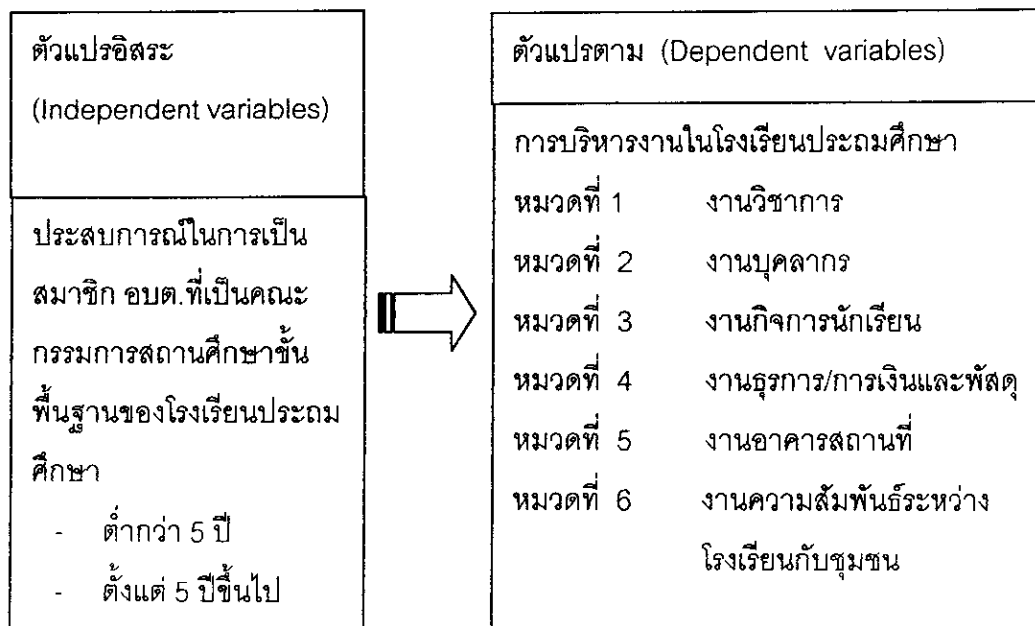 ตัวแปรอิสระ
(Independent variables)
ประสบการณ์ในการเป็น
สมาชิก อบต.ที่เป็นคณะ
กรรมการสถานศึกษาขั้น
พื้นฐานของโรงเรียนประถม
ศึกษา
- ต่ำกว่า 5 ปี
- ตั้งแต่ 5 ปีขึ้นไป
ตัวแปรตาม (Dependent variables)
การบริหารงานในโรงเรียนประถมศึกษา
หมวดที่ 1 งานวิชาการ
หมวดที่ 2 งานบุคลากร
หมวดที่ 3 งานกิจการนักเรียน
หมวดที่ 4 งานธุรการ/การเงินและพัสดุ
หมวดที่ 5 งานอาคารสถานที่
หมวดที่ 6 งานความสัมพันธ์ระหว่าง
โรงเรียนกับชุมชน